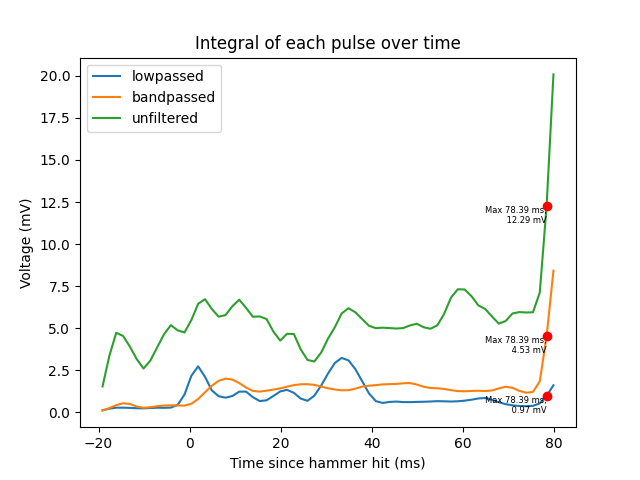 Integral of each pulse over time
lowpassed
bandpassed
unfiltered
Voltage (mV)
20.0
17.5
15.0
12.5
10.0
7.5
5.0
2.5
0.0
Max 78.39 ms,
12.29 mV
Max 78.39 ms,
4.53 mV
Max 78.39 ms,
0.97 mV
−20
0
20
40
60
80
Time since hammer hit (ms)